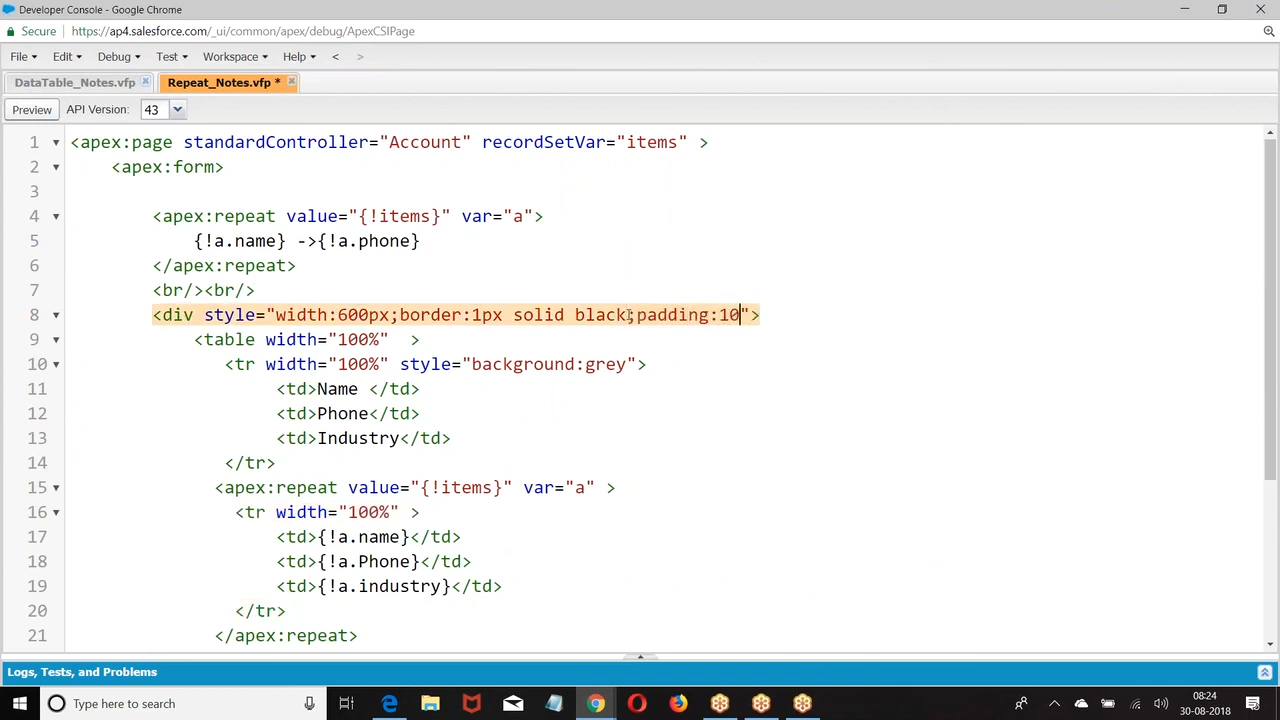 Developer Console - Google Chrome
Secure https://ap4.salesforce.com/_ui/common/apex/debug/ApexCSIPage
File Edit Debug Test Workspace Help < >
DataTable_Notes.vfp Repeat_Notes.vfp *
Preview API Version: 43
1 <apex:page standardController="Account" recordSetVar="items" >
2 <apex:form>
3
4 <apex:repeat value="{!items}" var="a">
5 {!a.name} ->{!a.phone}
6 </apex:repeat>
7 <br/><br/>
8 <div style="width:600px;border:1px solid black;padding:10">
9 <table width="100%" >
10 <tr width="100%" style="background:grey">
11 <td>Name </td>
12 <td>Phone</td>
13 <td>Industry</td>
14 </tr>
15 <apex:repeat value="{!items}" var="a" >
16 <tr width="100%" >
17 <td>{!a.name}</td>
18 <td>{!a.Phone}</td>
19 <td>{!a.industry}</td>
20 </tr>
21 </apex:repeat>
Logs, Tests, and Problems
Type here to search
08:24
30-08-2018